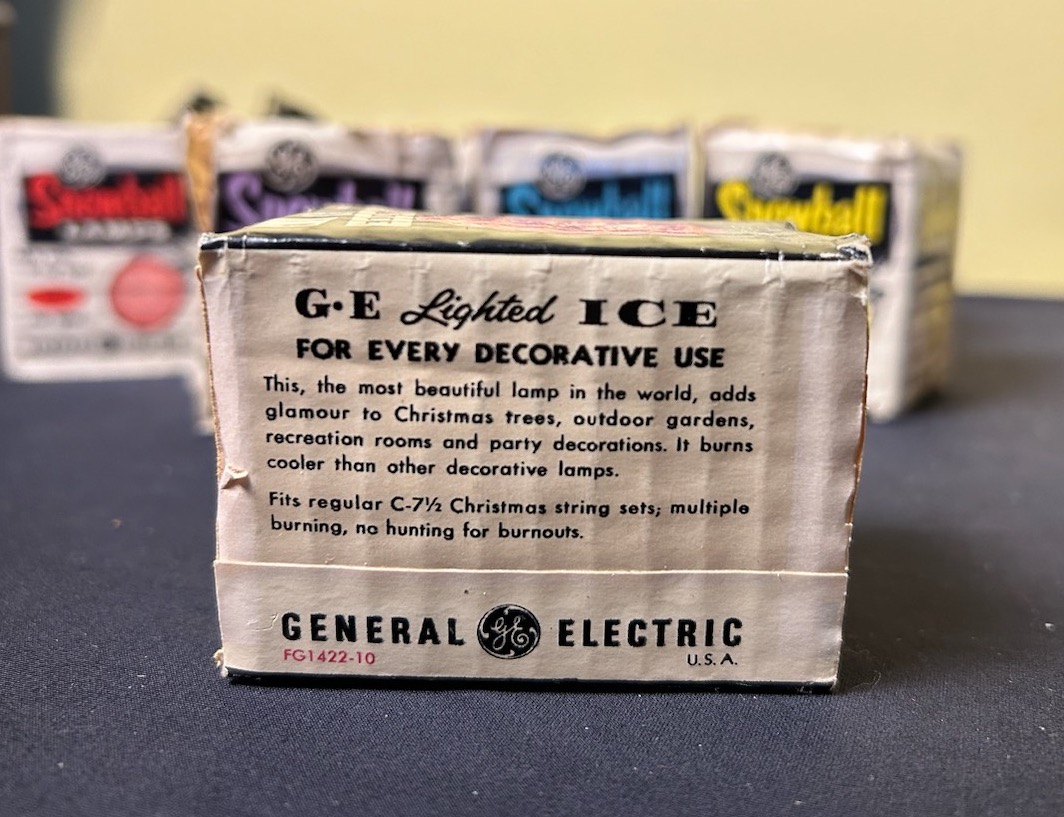 Snowball
LAMPS
Snowball
Snowball
Snowball
G•E Lighted ICE
FOR EVERY DECORATIVE USE
This, the most beautiful lamp in the world, adds
glamour to Christmas trees, outdoor gardens,
recreation rooms and party decorations. It burns
cooler than other decorative lamps.
Fits regular C-7½ Christmas string sets; multiple
burning, no hunting for burnouts.
GENERAL GE ELECTRIC
FG1422-10
U.S.A.